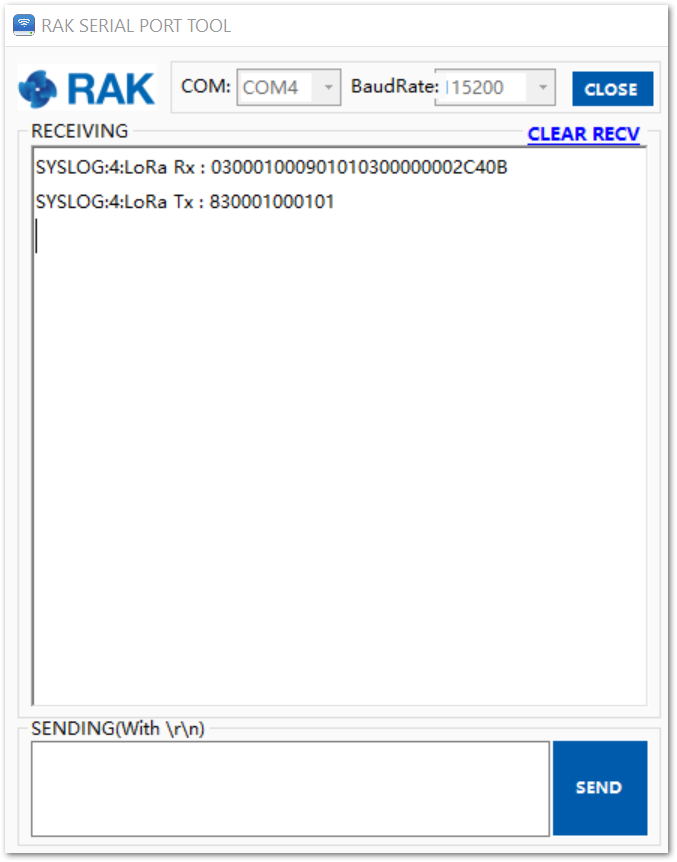 RAK SERIAL PORT TOOL
RAK
COM: COM4 BaudRate: 115200 CLOSE
RECEIVING CLEAR RECV
SYSLOG:4:LoRa Rx : 030001000901010300000002C40B
SYSLOG:4:LoRa Tx : 830001000101
SENDING(With \r\n)
SEND